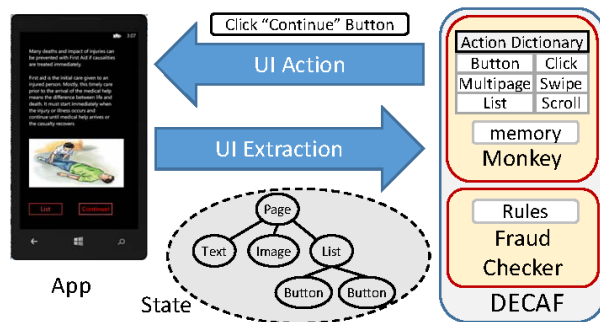 3:07
Many deaths and impact of injuries can
be prevented with First Aid if casualities
are treated immediately.
First aid is the initial care given to an
injured person. Mostly, this timely care
prior to the arrival of the medical help
means the difference between life and
death. It must start immediately when
the injury or illness occurs and
continue until medical help arrives or
the casualty recovers
List
Continue!
App
Click "Continue" Button
UI Action
UI Extraction
State
Page
Text
Image
List
Button
Button
Action Dictionary
Button Click
Multipage Swipe
List Scroll
memory
Monkey
Rules
Fraud
Checker
DECAF